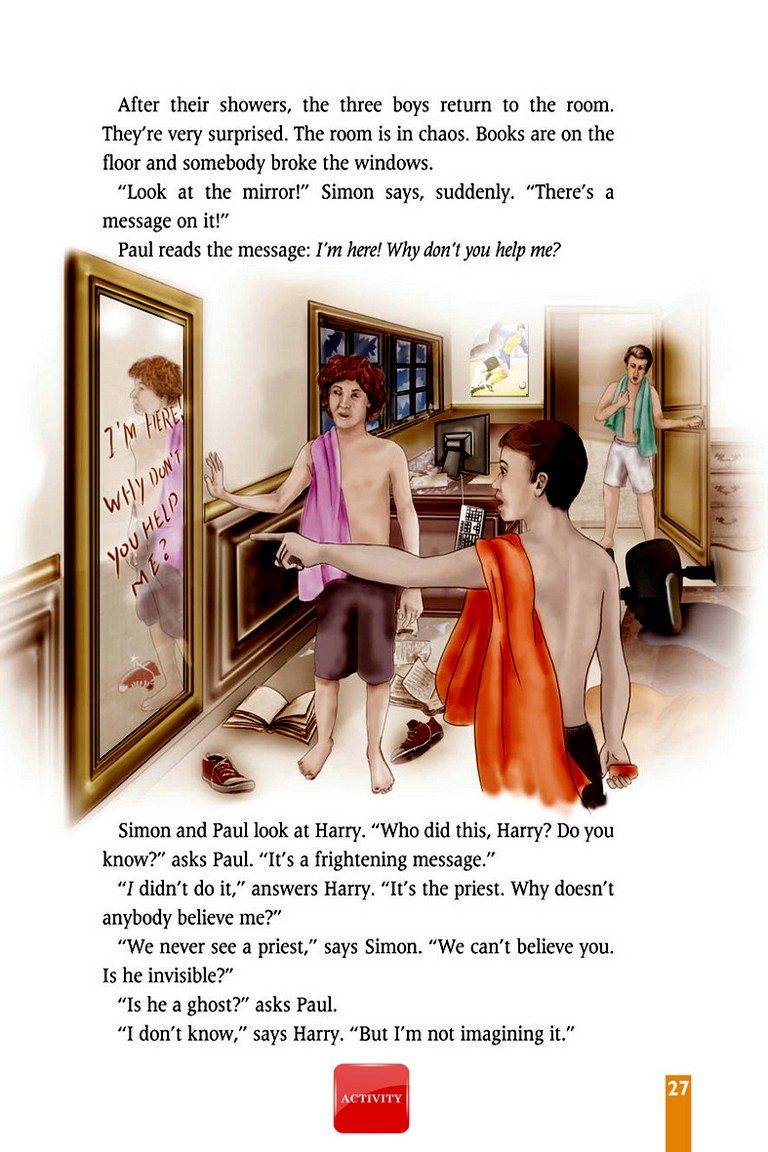 After their showers, the three boys return to the room.
They’re very surprised. The room is in chaos. Books are on the
floor and somebody broke the windows.
“Look at the mirror!” Simon says, suddenly. “There’s a
message on it!”
Paul reads the message: I’m here! Why don’t you help me?
I'M HERE
WHY DON'T
YOU HELP
ME?
Simon and Paul look at Harry. “Who did this, Harry? Do you
know?” asks Paul. “It’s a frightening message.”
“I didn’t do it,” answers Harry. “It’s the priest. Why doesn’t
anybody believe me?”
“We never see a priest,” says Simon. “We can’t believe you.
Is he invisible?”
“Is he a ghost?” asks Paul.
“I don’t know,” says Harry. “But I’m not imagining it.”
ACTIVITY
27